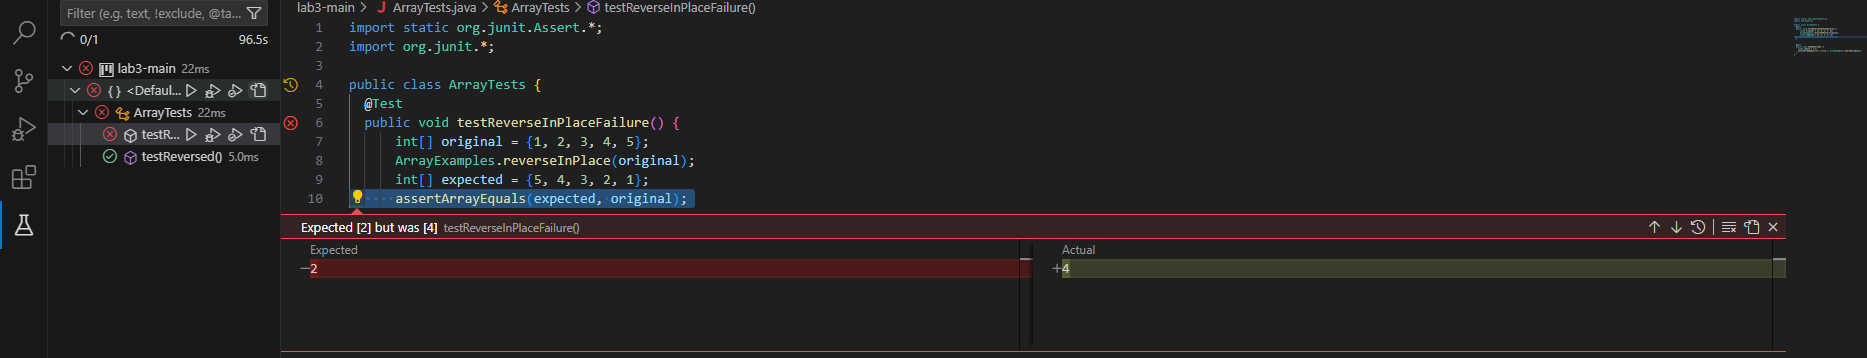 Filter (e.g. text, !exclude, @ta...
0/1
96.5s
lab3-main 22ms
{ } <Defaul...
ArrayTests 22ms
testR...
testReversed() 5.0ms
lab3-main > J ArrayTests.java > ArrayTests > testReverseInPlaceFailure()
1 import static org.junit.Assert.*;
2 import org.junit.*;
3
4 public class ArrayTests {
5 @Test
6 public void testReverseInPlaceFailure() {
7 int[] original = {1, 2, 3, 4, 5};
8 ArrayExamples.reverseInPlace(original);
9 int[] expected = {5, 4, 3, 2, 1};
10 assertArrayEquals(expected, original);
Expected [2] but was [4] testReverseInPlaceFailure()
Expected
−2
Actual
+4